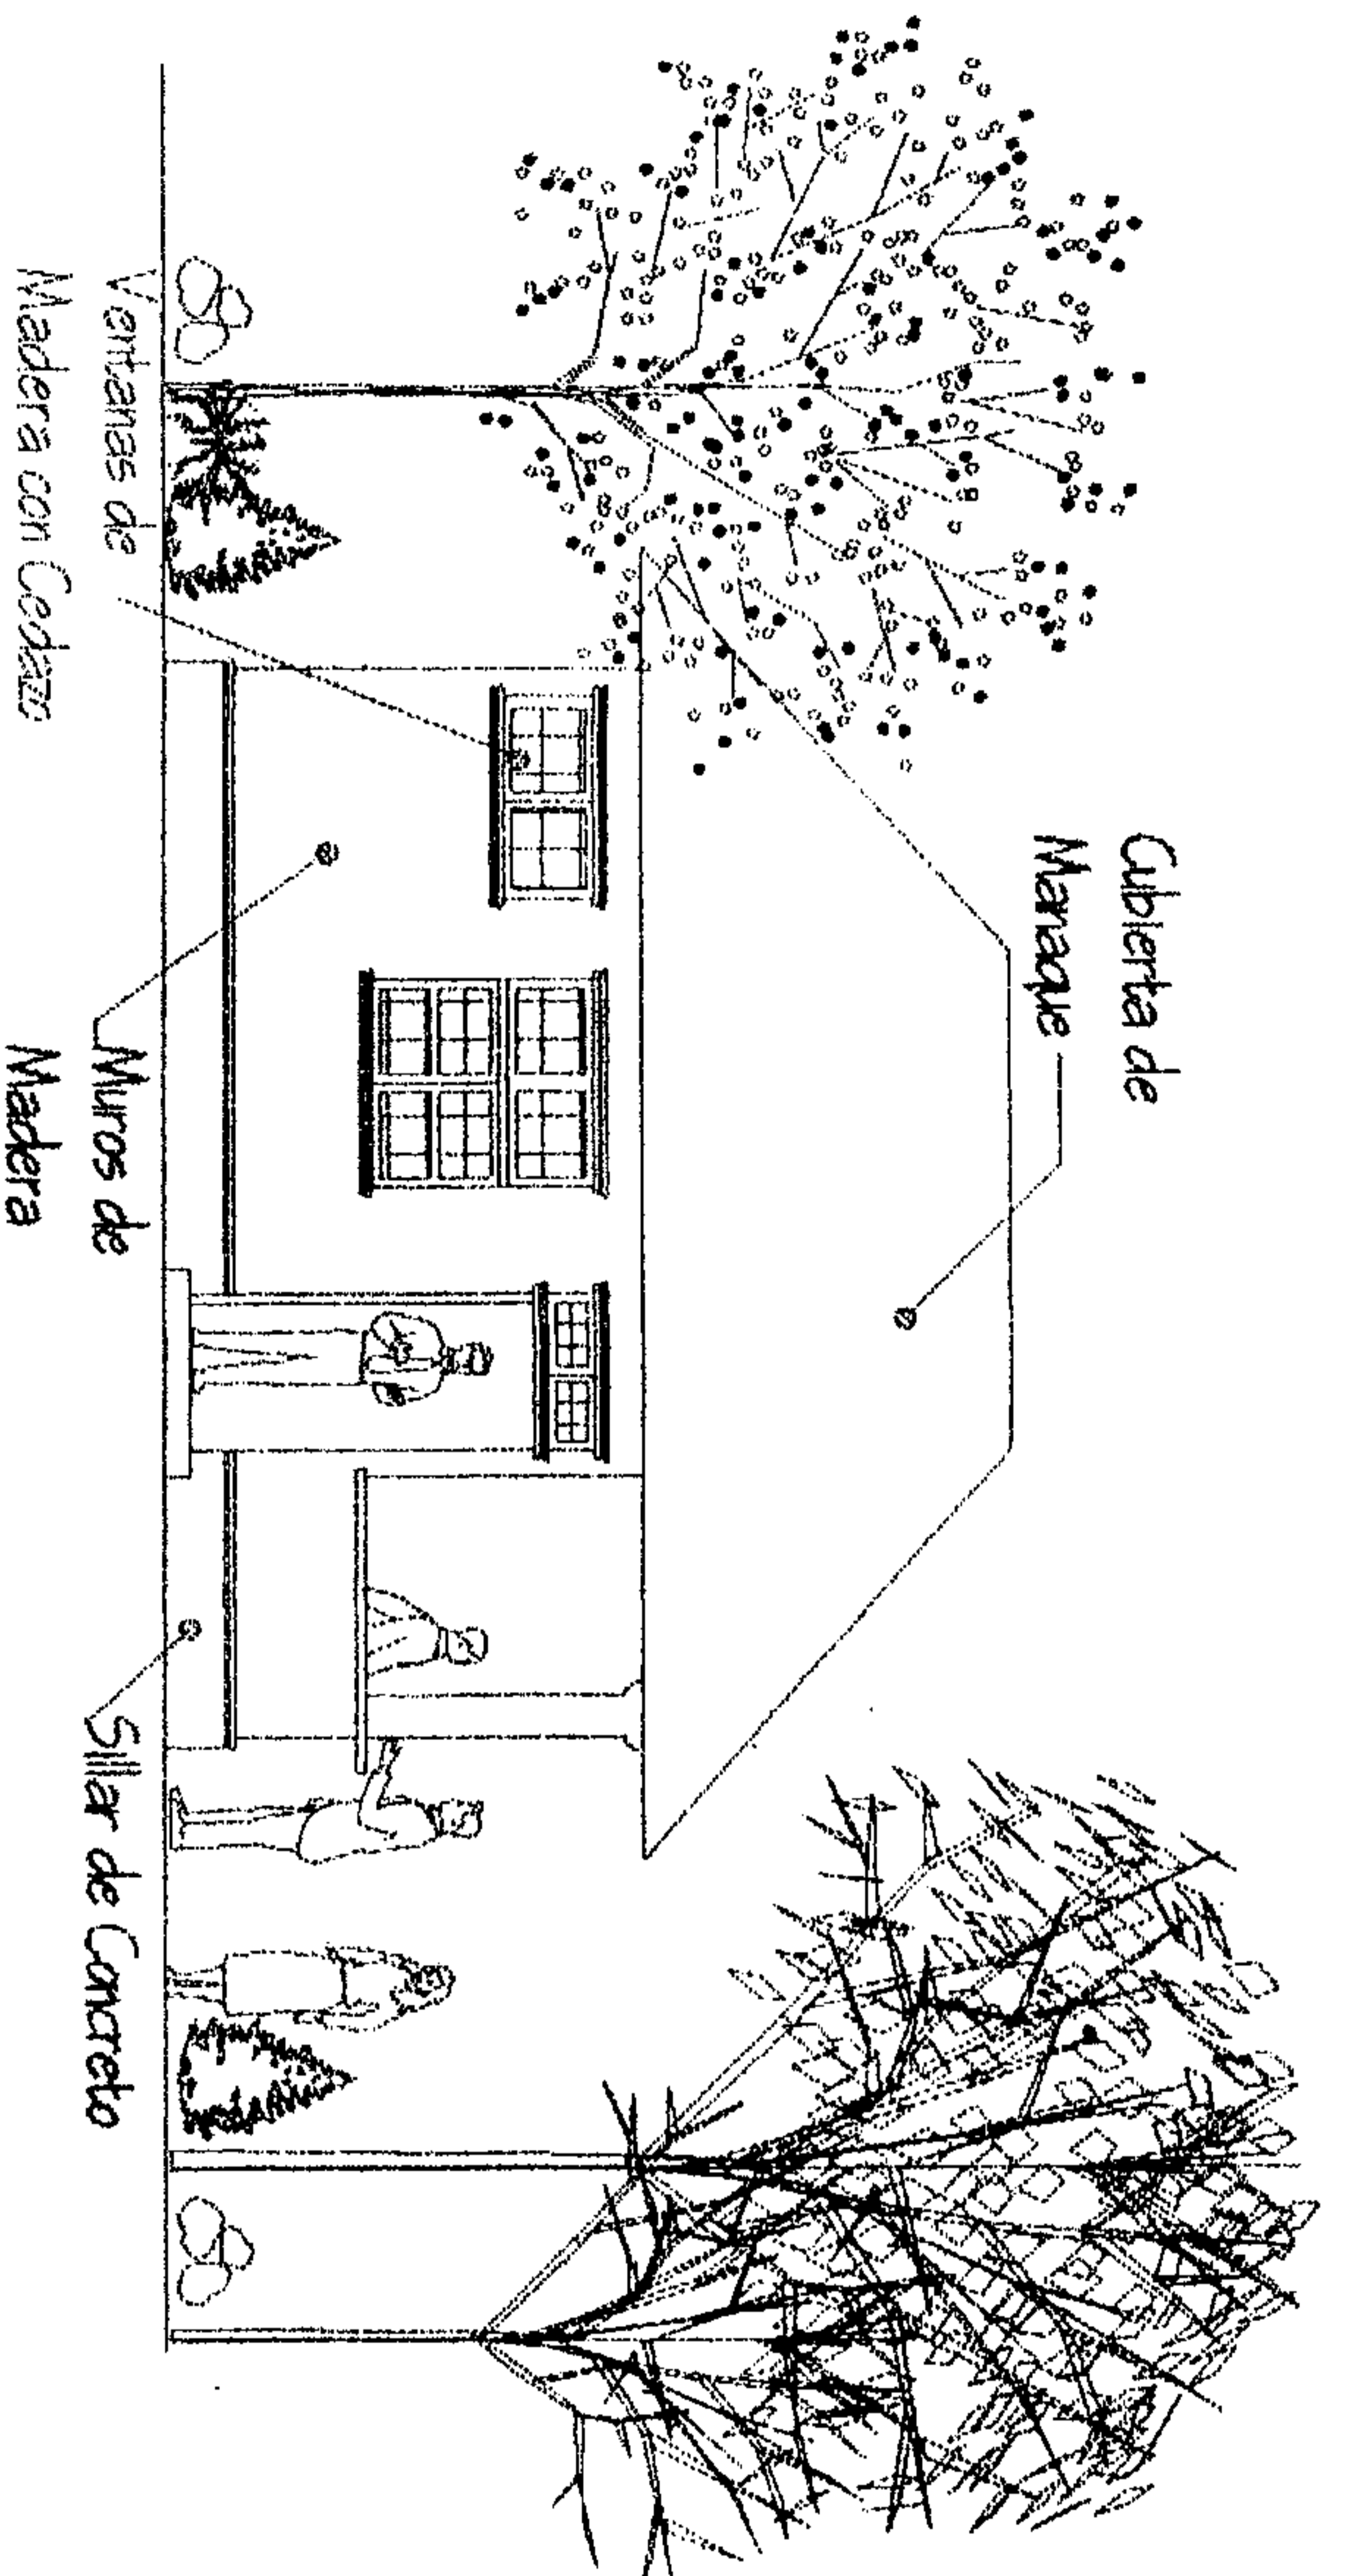 Cubierta de
Manaque
Ventanas de
Madera con Cedazo
Muros de
Madera
Sillar de Concreto